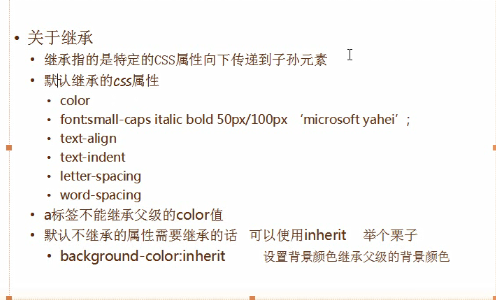 关于继承
继承指的是特定的CSS属性向下传递到子孙元素
默认继承的css属性
color
font:small-caps italic bold 50px/100px ‘microsoft yahei’;
text-align
text-indent
letter-spacing
word-spacing
a标签不能继承父级的color值
默认不继承的属性需要继承的话 可以使用inherit 举个栗子
background-color:inherit 设置背景颜色继承父级的背景颜色